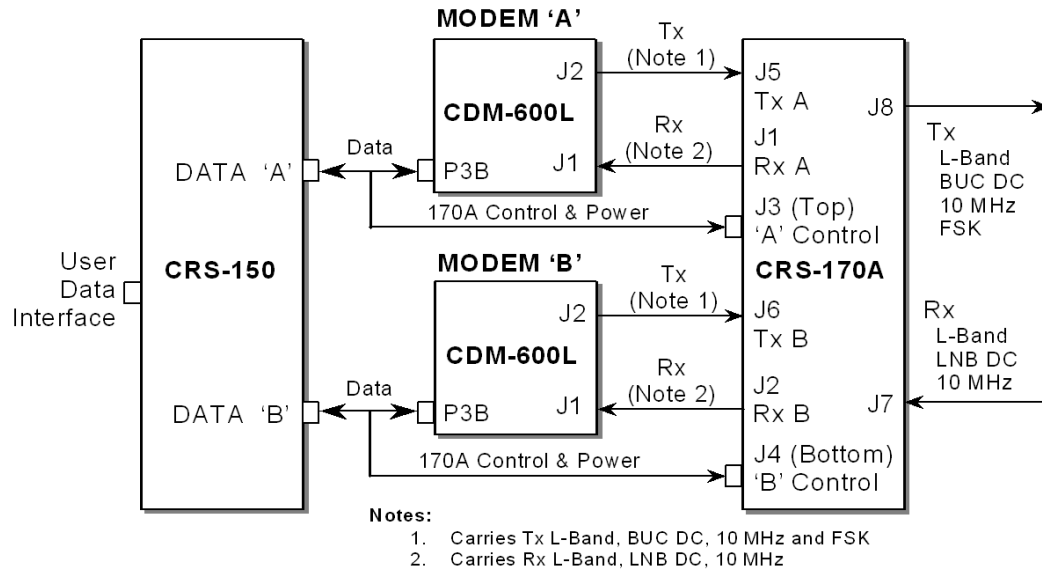 User
Data
Interface
DATA 'A'
CRS-150
DATA 'B'
Data
170A Control & Power
Data
170A Control & Power
MODEM 'A'
J2
CDM-600L
P3B
J1
MODEM 'B'
J2
CDM-600L
P3B
J1
Tx
(Note 1)
Rx
(Note 2)
Tx
(Note 1)
Rx
(Note 2)
J5
Tx A
J8
J1
Rx A
J3 (Top)
'A' Control
CRS-170A
J6
Tx B
J2
Rx B
J7
J4 (Bottom)
'B' Control
Tx
L-Band
BUC DC
10 MHz
FSK
Rx
L-Band
LNB DC
10 MHz
Notes:
1. Carries Tx L-Band, BUC DC, 10 MHz and FSK
2. Carries Rx L-Band, LNB DC, 10 MHz